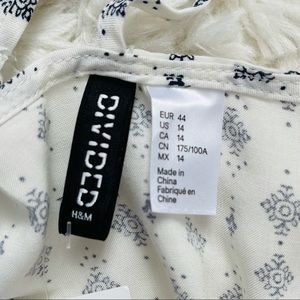 DIVIDED
H&M
EUR 44
US 14
CA 14
CN 175/100A
MX 14
Made in
China
Fabriqué en
Chine